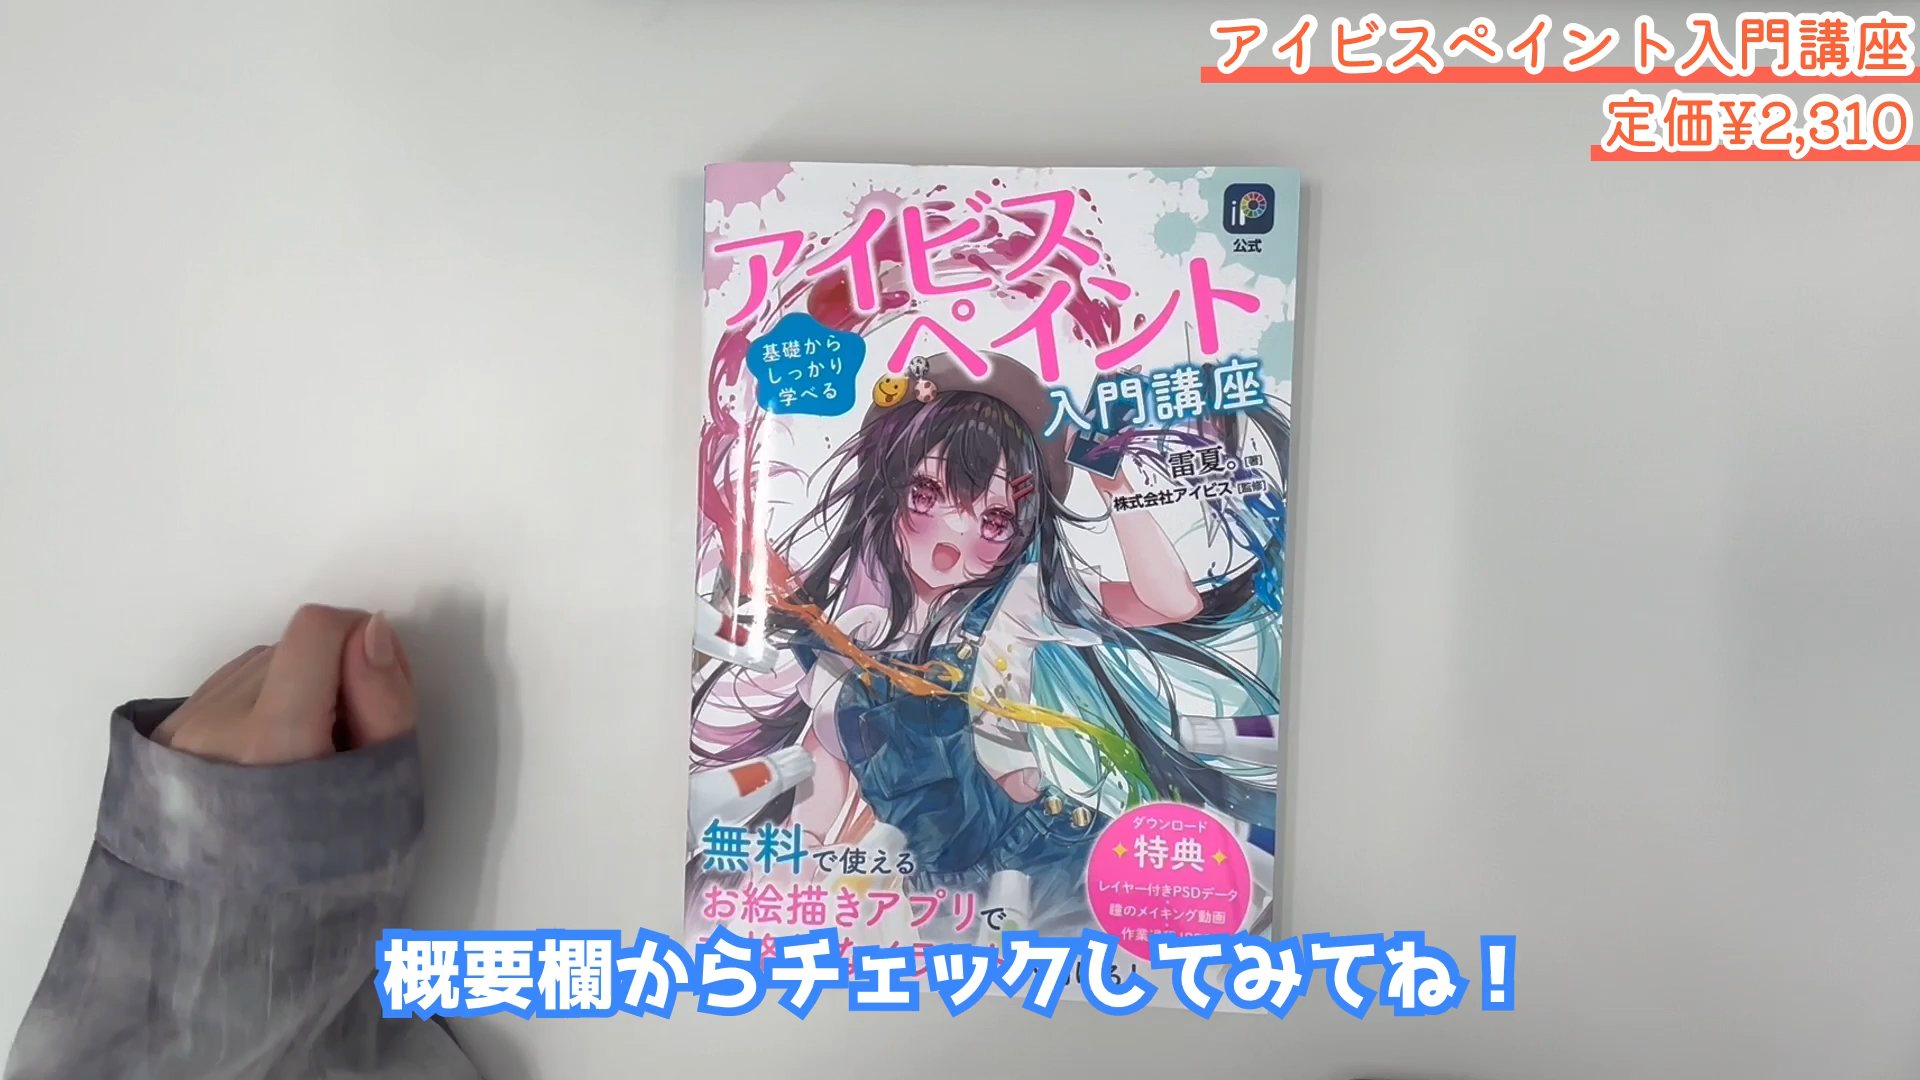 アイビスペイント入門講座
定価¥2,310
アイビス
ペイント
入門講座
iP
公式
基礎から
しっかり
学べる
雷夏。[著]
株式会社アイビス[監修]
無料で使える
お絵描きアプリで
ダウンロード
特典
レイヤー付きPSDデータ
瞳のメイキング動画
概要欄からチェックしてみてね!